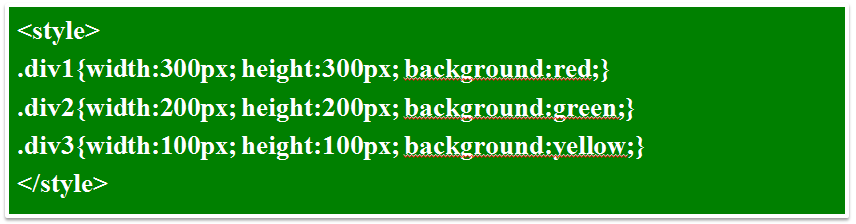 <style>
.div1{width:300px; height:300px; background:red;}
.div2{width:200px; height:200px; background:green;}
.div3{width:100px; height:100px; background:yellow;}
</style>